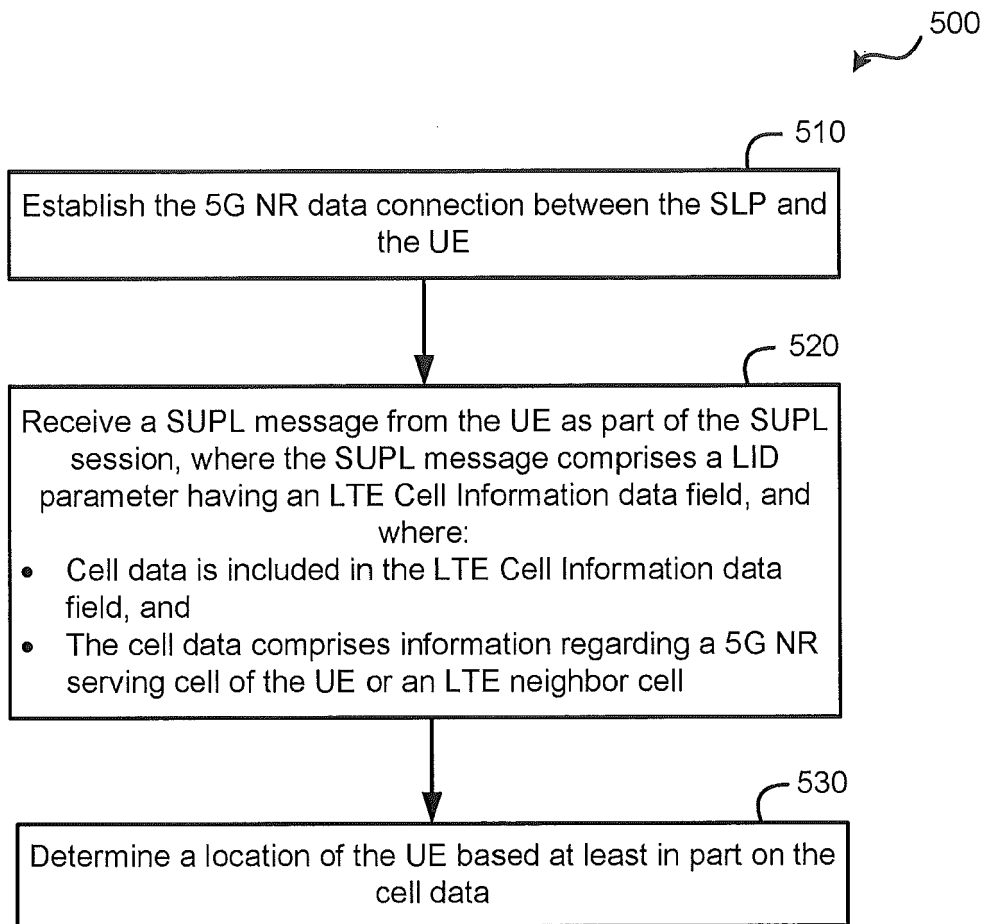 500
510
Establish the 5G NR data connection between the SLP and
the UE
520
Receive a SUPL message from the UE as part of the SUPL
session, where the SUPL message comprises a LID
parameter having an LTE Cell Information data field, and
where:
• Cell data is included in the LTE Cell Information data
field, and
• The cell data comprises information regarding a 5G NR
serving cell of the UE or an LTE neighbor cell
530
Determine a location of the UE based at least in part on the
cell data